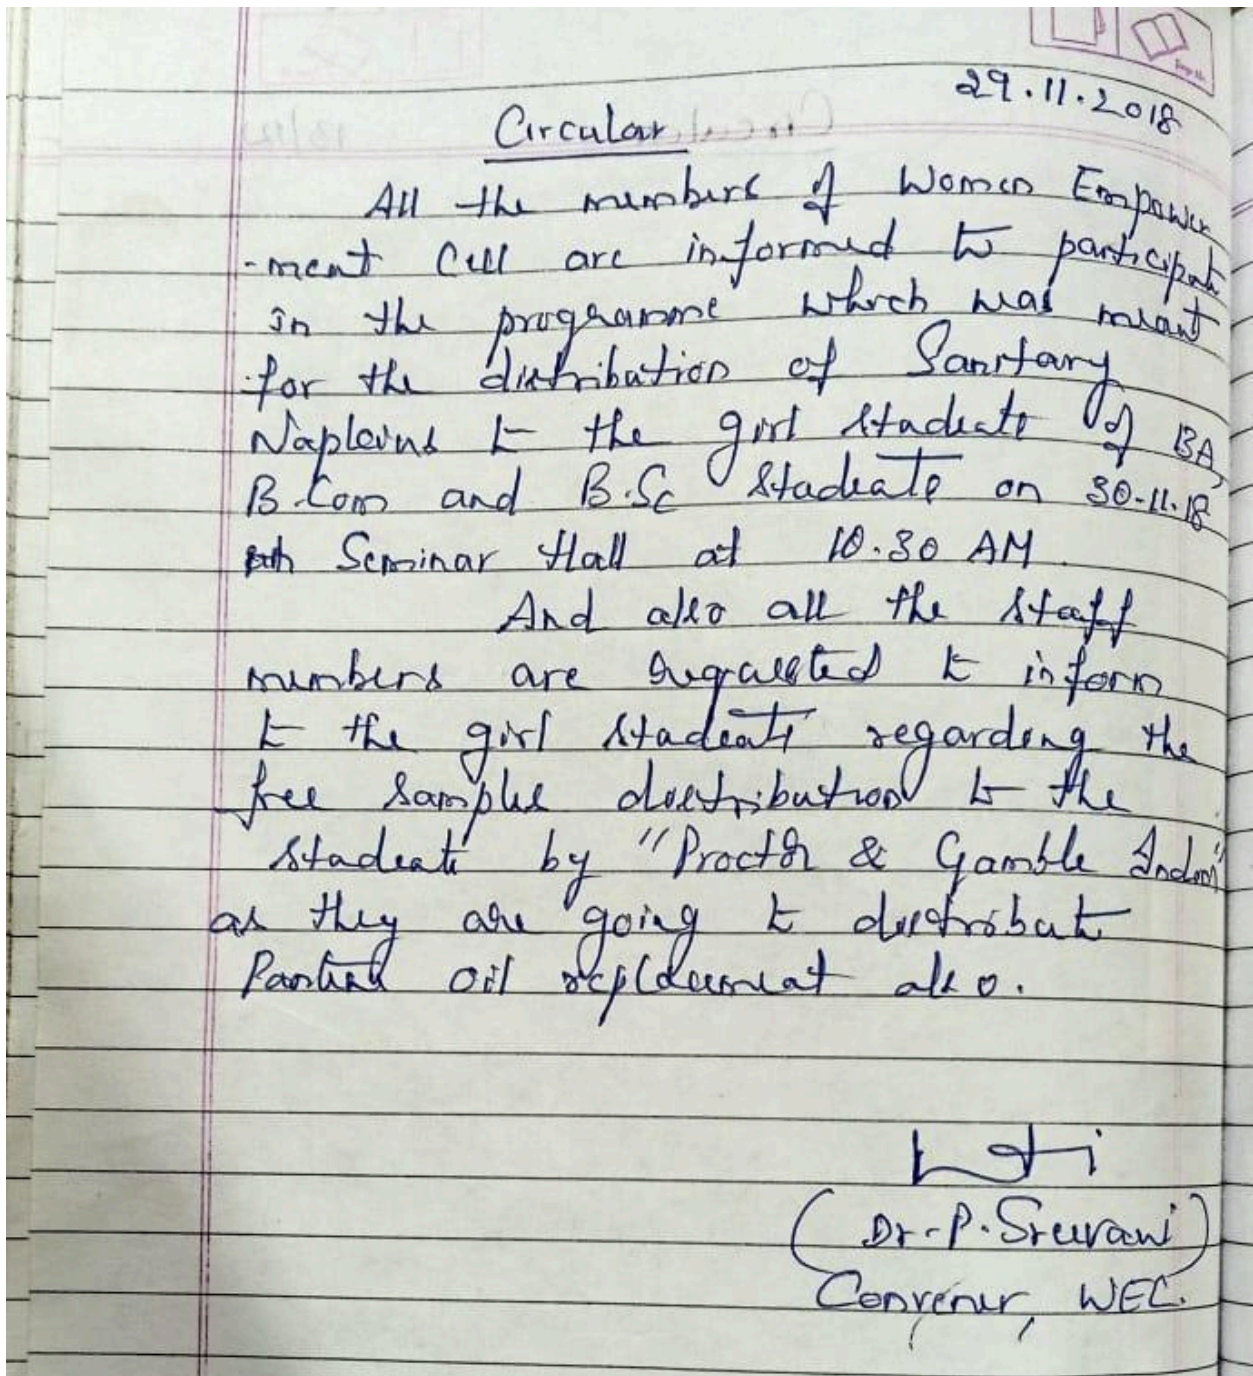 29.11.2018
Circular
All the members of Women Empower
-ment Cell are informed to participate
in the programme which was meant
for the distribution of Sanitary
Napkins to the girl students of BA,
B.Com and B.Sc students on 30-11-18
Seminar Hall at 10.30 AM
And also all the staff
members are requested to inform
to the girl students regarding the
free samples distribution to the
students by "Procter & Gamble India"
as they are going to distribute
Pantene oil replacement also.
(Dr. P. Sravani)
Convener, WEC.